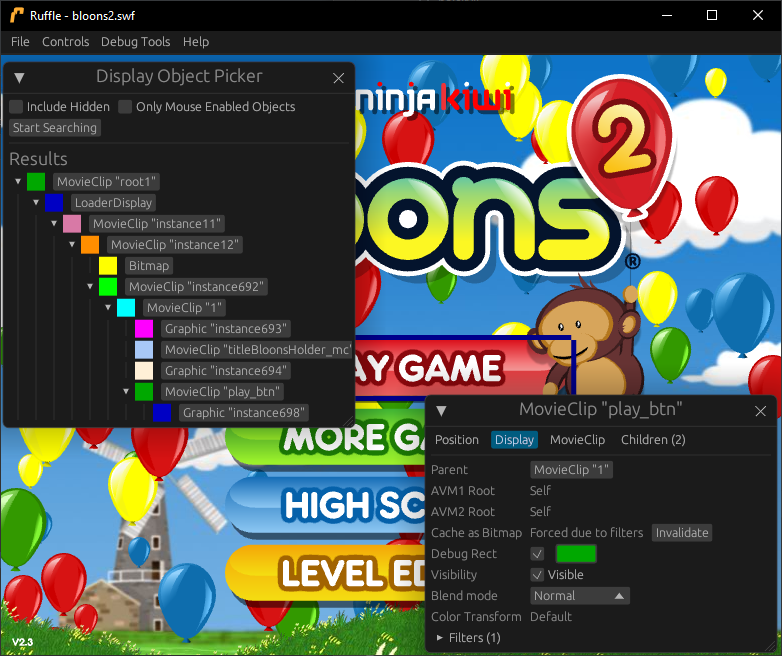 Ruffle - bloons2.swf
File Controls Debug Tools Help
Display Object Picker
Include Hidden Only Mouse Enabled Objects
Start Searching
Results
MovieClip "root1"
LoaderDisplay
MovieClip "instance11"
MovieClip "instance12"
Bitmap
MovieClip "instance692"
MovieClip "1"
Graphic "instance693"
MovieClip "titleBloonsHolder_mc"
Graphic "instance694"
MovieClip "play_btn"
Graphic "instance698"
ninjakiwi
2
oons
®
AY GAME
MORE GA
HIGH SC
LEVEL ED
V2.3
MovieClip "play_btn"
Position Display MovieClip Children (2)
Parent MovieClip "1"
AVM1 Root Self
AVM2 Root Self
Cache as Bitmap Forced due to filters Invalidate
Debug Rect
Visibility Visible
Blend mode Normal
Color Transform Default
Filters (1)